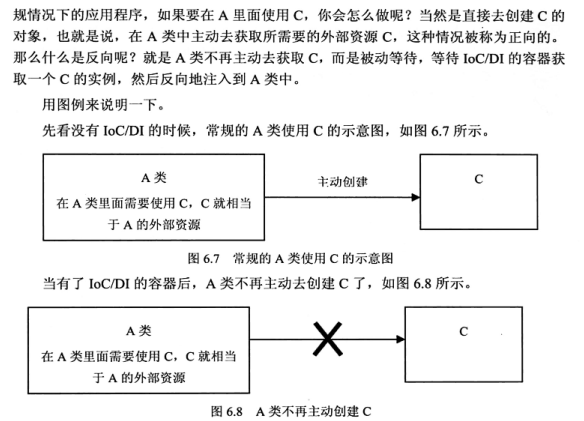 规情况下的应用程序，如果要在 A 里面使用 C，你会怎么做呢？当然是直接去创建 C 的
对象，也就是说，在 A 类中主动去获取所需要的外部资源 C，这种情况被称为正向的。
那么什么是反向呢？就是 A 类不再主动去获取 C，而是被动等待，等待 IoC/DI 的容器获
取一个 C 的实例，然后反向地注入到 A 类中。
用图例来说明一下。
先看没有 IoC/DI 的时候，常规的 A 类使用 C 的示意图，如图 6.7 所示。
A 类
在 A 类里面需要使用 C，C 就相当
于 A 的外部资源
主动创建
C
图 6.7 常规的 A 类使用 C 的示意图
当有了 IoC/DI 的容器后，A 类不再主动去创建 C 了，如图 6.8 所示。
A 类
在 A 类里面需要使用 C，C 就相当
于 A 的外部资源
C
图 6.8 A 类不再主动创建 C